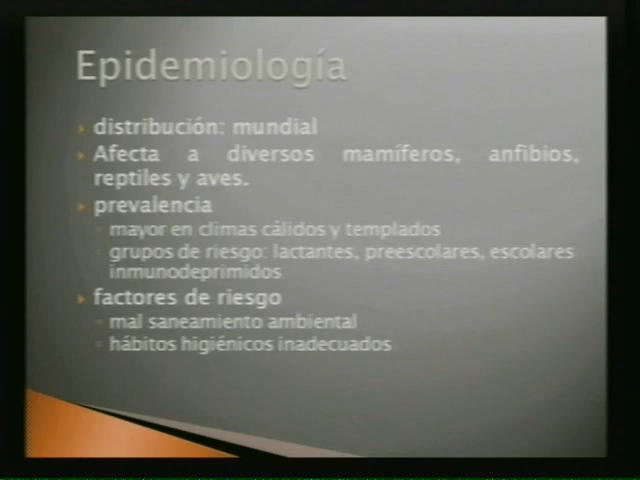 Epidemiología
distribución: mundial
Afecta a diversos mamíferos, anfibios,
reptiles y aves.
prevalencia
mayor en climas cálidos y templados
grupos de riesgo: lactantes, preescolares, escolares
inmunodeprimidos
factores de riesgo
mal saneamiento ambiental
hábitos higiénicos inadecuados